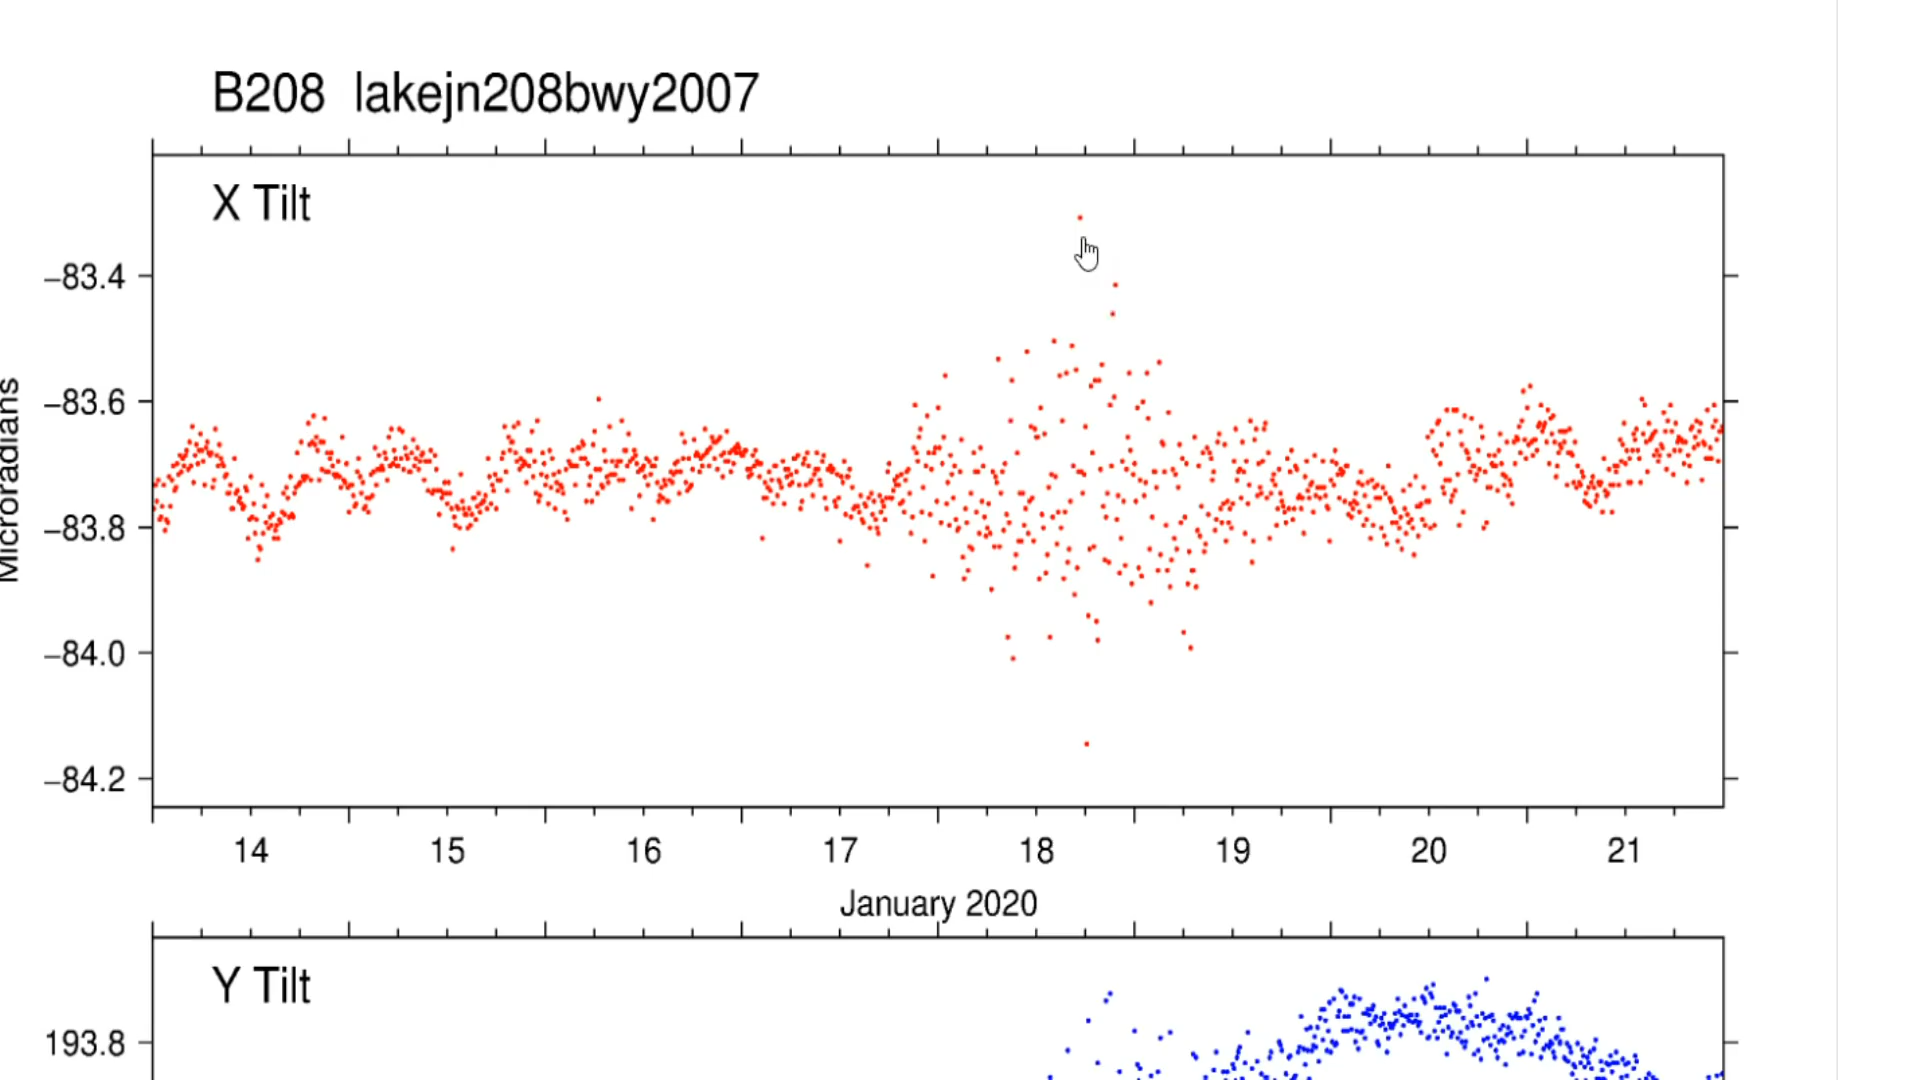 B208 lakejn208bwy2007
X Tilt
Microradians
−83.4
−83.6
−83.8
−84.0
−84.2
14 15 16 17 18 19 20 21
January 2020
Y Tilt
193.8